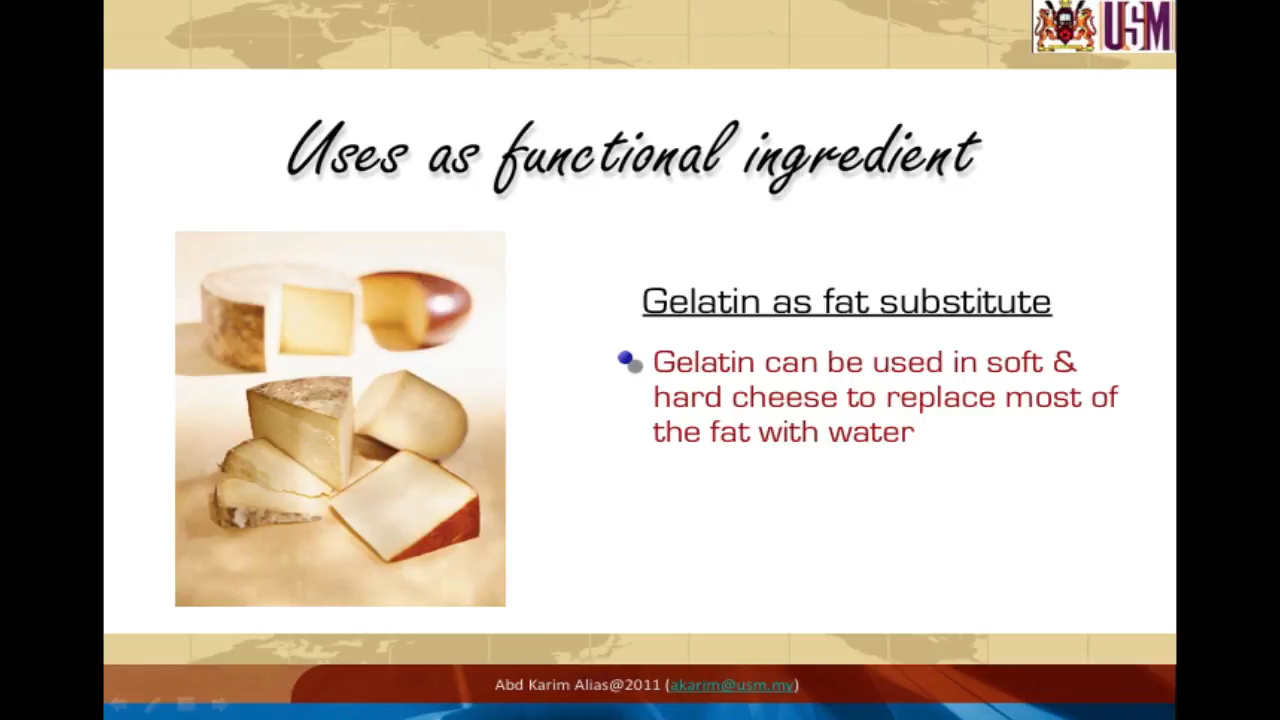 USM
Uses as functional ingredient
Gelatin as fat substitute
Gelatin can be used in soft &
hard cheese to replace most of
the fat with water
Abd Karim Alias@2011 (akarim@usm.my)